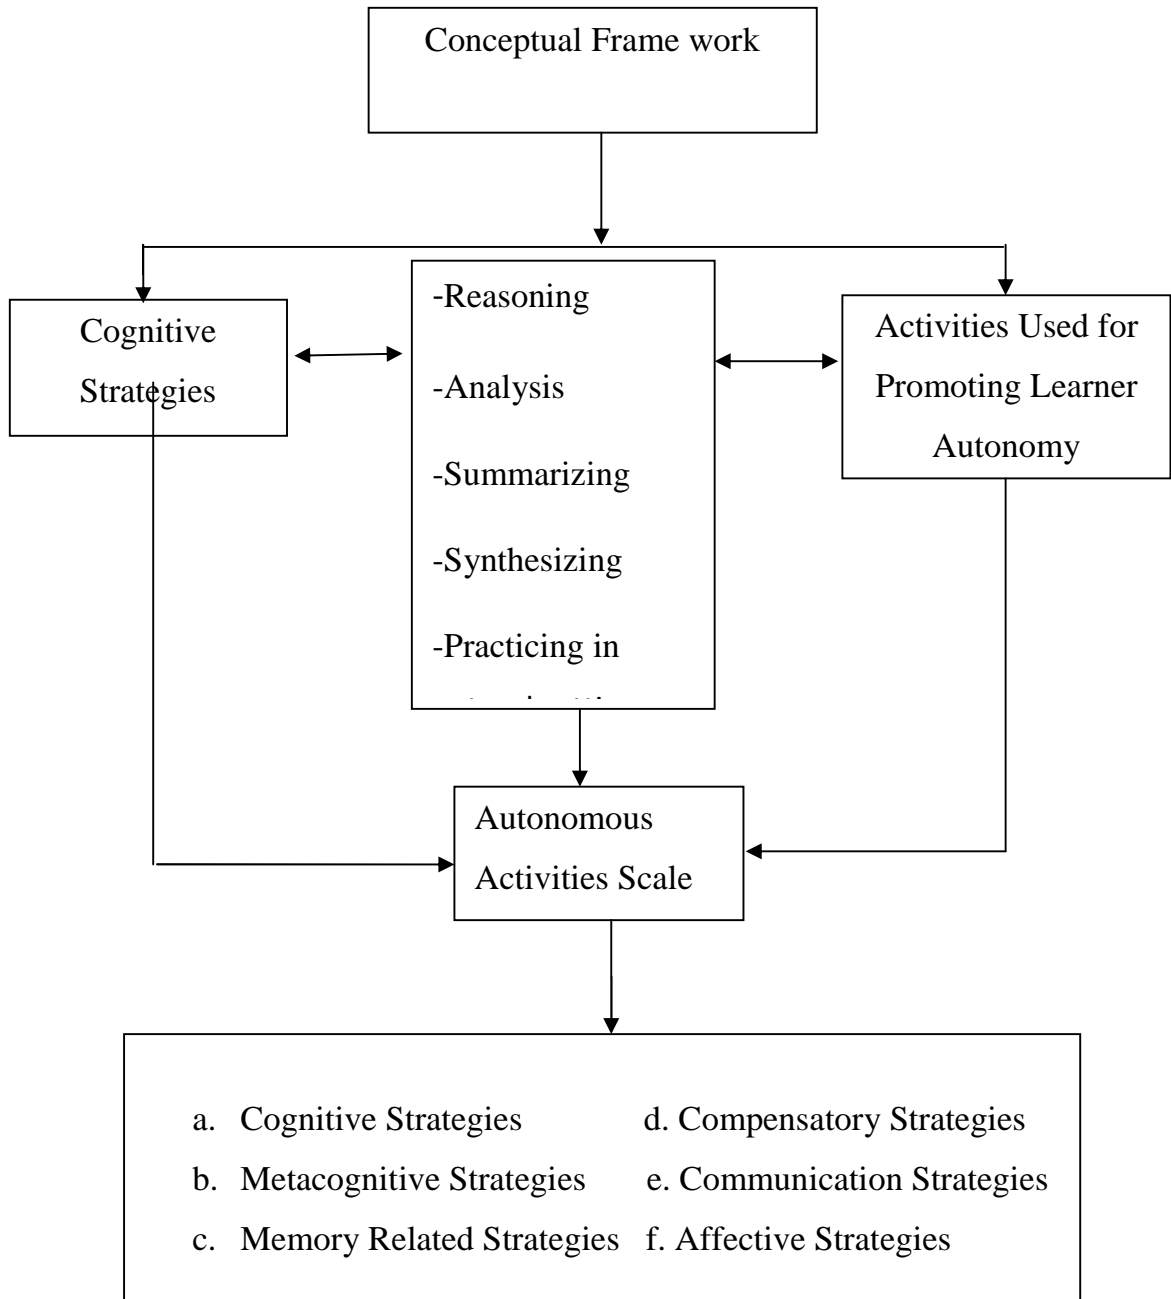 Conceptual Frame work
Cognitive
Strategies
-Reasoning
-Analysis
-Summarizing
-Synthesizing
-Practicing in
Activities Used for
Promoting Learner
Autonomy
Autonomous
Activities Scale
a. Cognitive Strategies
b. Metacognitive Strategies
c. Memory Related Strategies
d. Compensatory Strategies
e. Communication Strategies
f. Affective Strategies